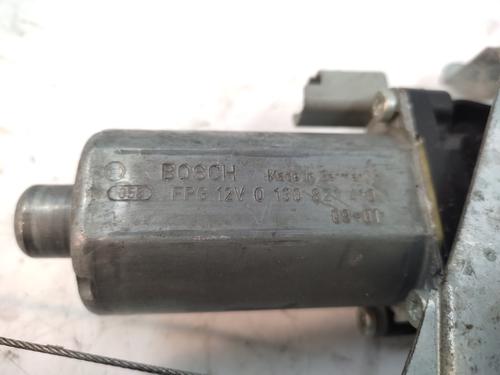 BOSCH Made in Germany
FPG 12V 0 130 821